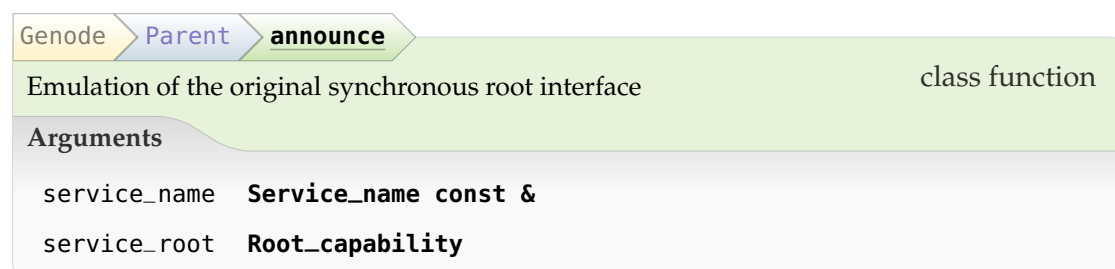 Genode Parent announce
Emulation of the original synchronous root interface class function
Arguments
service_name Service_name const &
service_root Root_capability